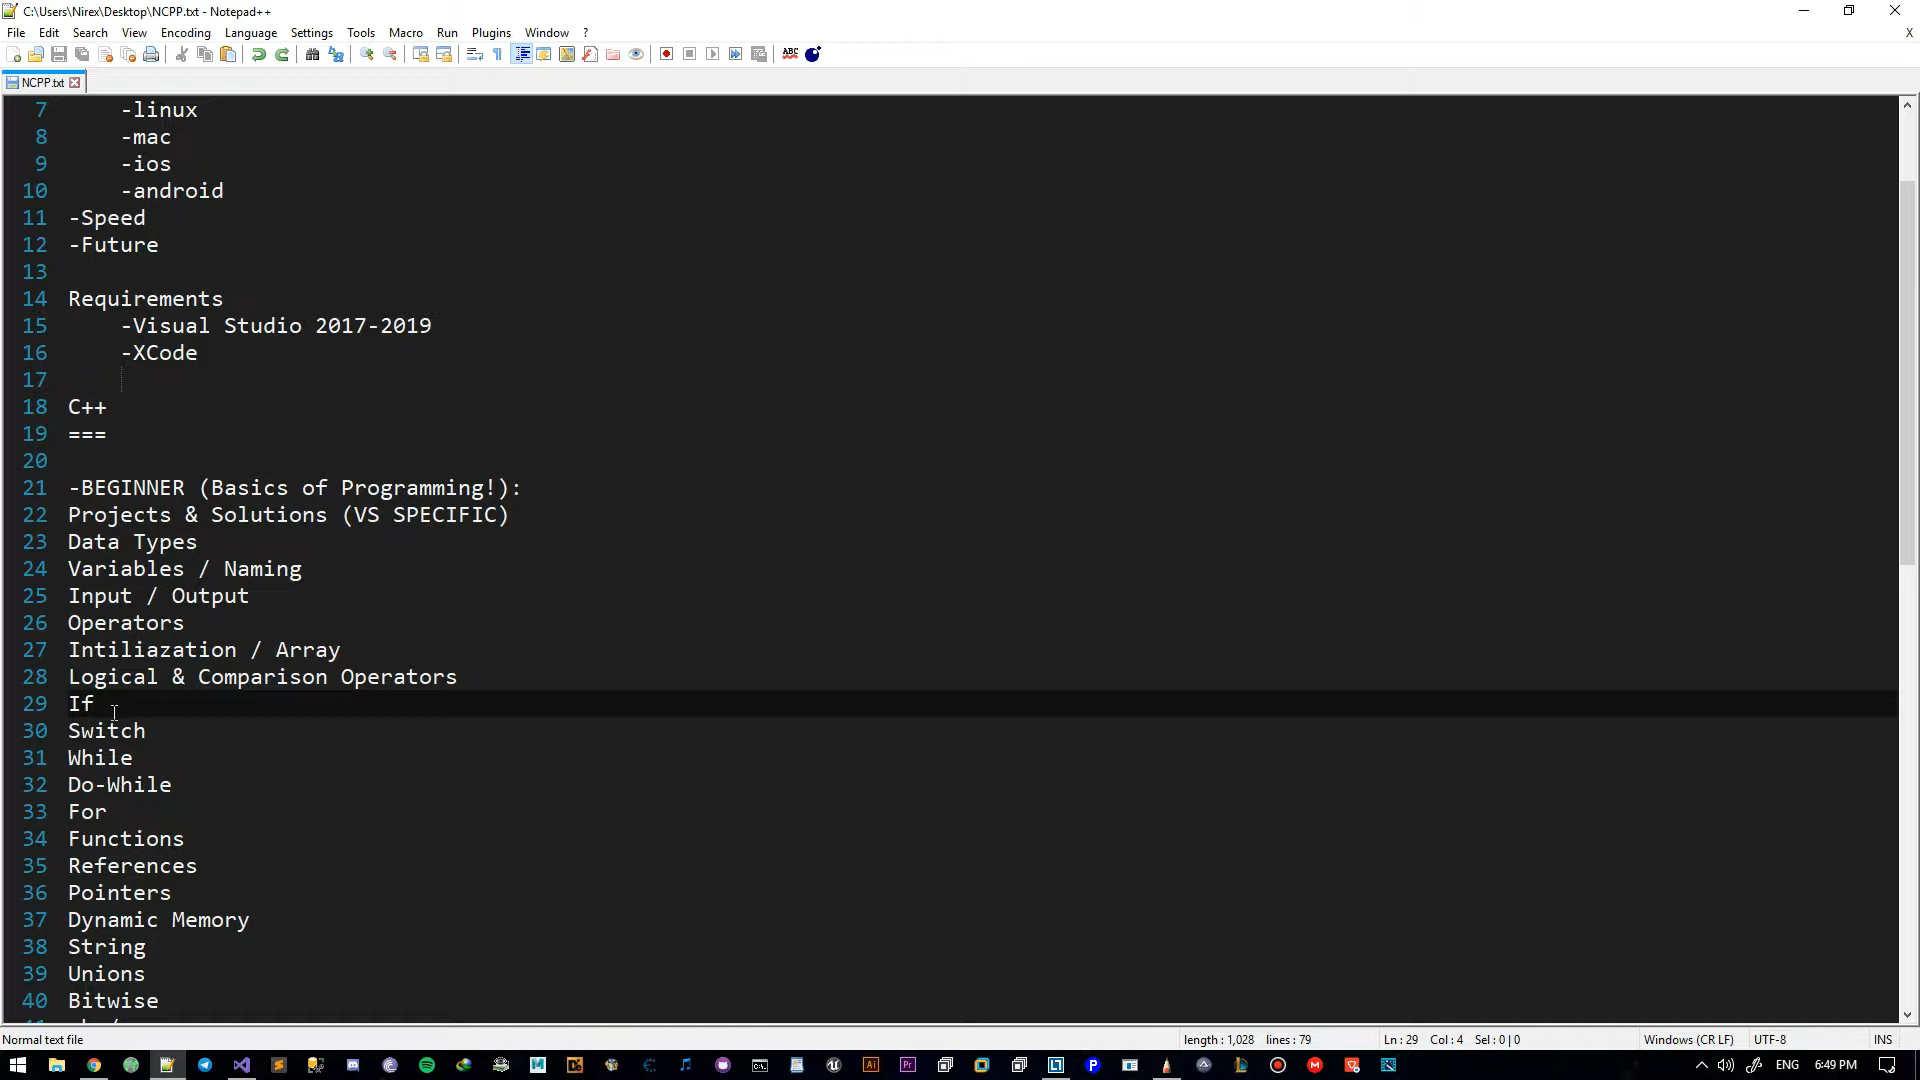 C:\Users\Nirex\Desktop\NCPP.txt - Notepad++
File Edit Search View Encoding Language Settings Tools Macro Run Plugins Window ? X
ABC
NCPP.txt
7 -linux
8 -mac
9 -ios
10 -android
11 -Speed
12 -Future
13
14 Requirements
15 -Visual Studio 2017-2019
16 -XCode
17
18 C++
19 ===
20
21 -BEGINNER (Basics of Programming!):
22 Projects & Solutions (VS SPECIFIC)
23 Data Types
24 Variables / Naming
25 Input / Output
26 Operators
27 Intiliazation / Array
28 Logical & Comparison Operators
29 If
30 Switch
31 While
32 Do-While
33 For
34 Functions
35 References
36 Pointers
37 Dynamic Memory
38 String
39 Unions
40 Bitwise
Normal text file length : 1,028 lines : 79 Ln : 29 Col : 4 Sel : 0 | 0 Windows (CR LF) UTF-8 INS
ENG 6:49 PM